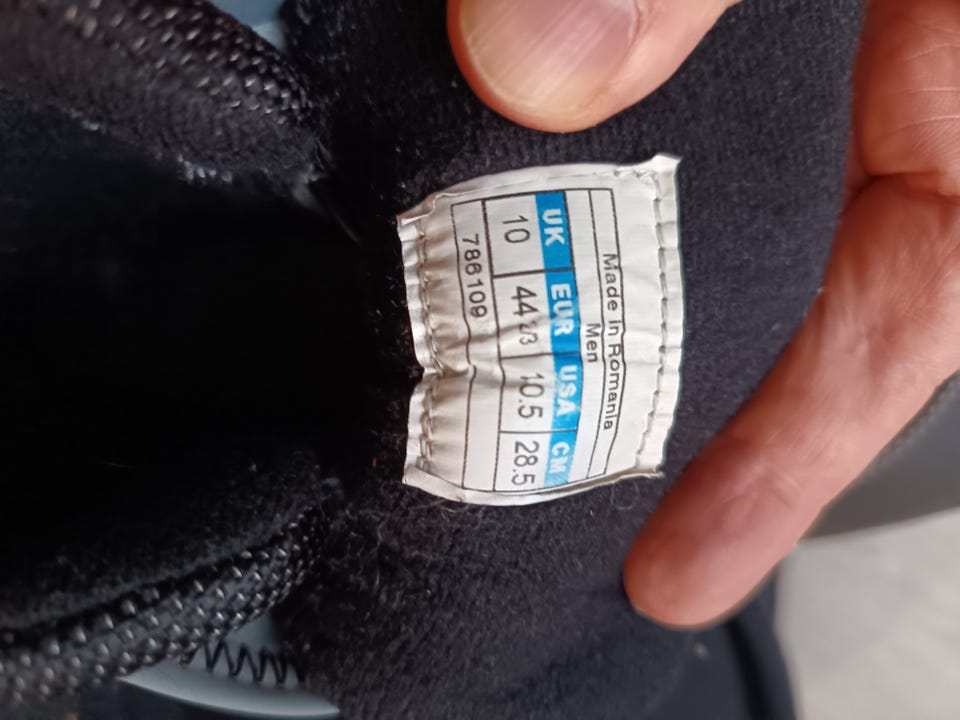 Made in Romania
Men
UK EUR USA CM
10 44 2/3 10.5 28.5
786109